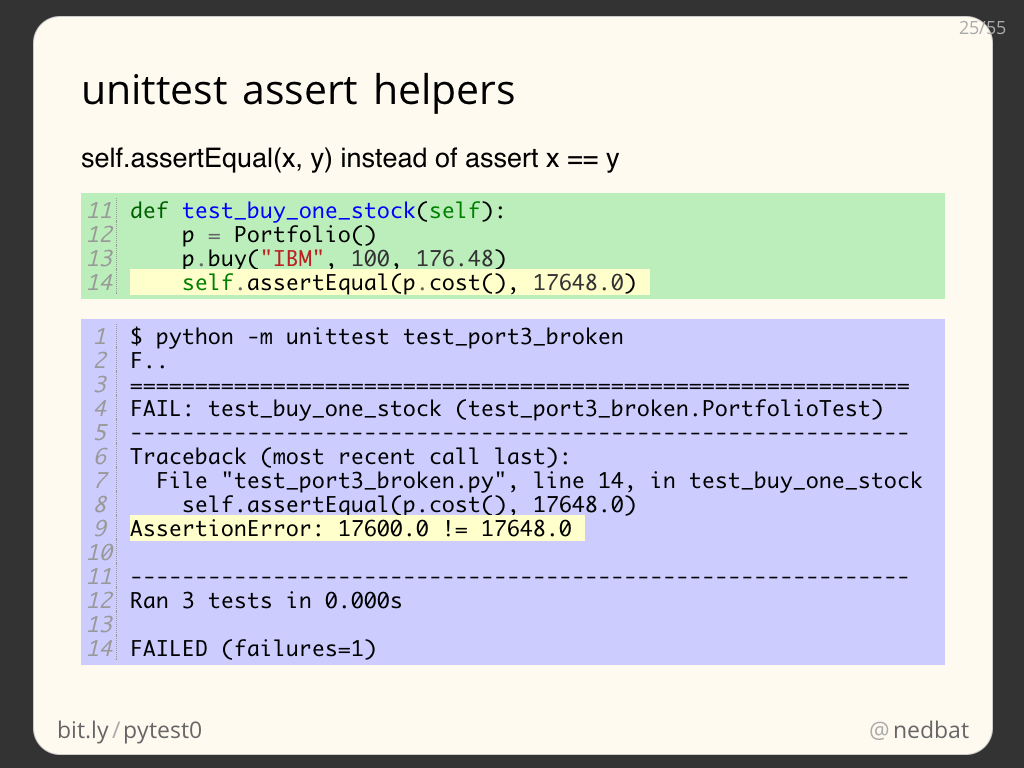 25/55
unittest assert helpers
self.assertEqual(x, y) instead of assert x == y
11 def test_buy_one_stock(self):
12     p = Portfolio()
13     p.buy("IBM", 100, 176.48)
14     self.assertEqual(p.cost(), 17648.0)
1 $ python -m unittest test_port3_broken
2 F..
3 ============================================================
4 FAIL: test_buy_one_stock (test_port3_broken.PortfolioTest)
5 ------------------------------------------------------------
6 Traceback (most recent call last):
7   File "test_port3_broken.py", line 14, in test_buy_one_stock
8     self.assertEqual(p.cost(), 17648.0)
9 AssertionError: 17600.0 != 17648.0
10
11 ------------------------------------------------------------
12 Ran 3 tests in 0.000s
13
14 FAILED (failures=1)
bit.ly/pytest0
@nedbat